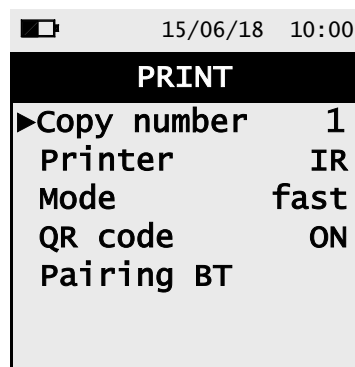 15/06/18 10:00
PRINT
►Copy number 1
Printer IR
Mode fast
QR code ON
Pairing BT